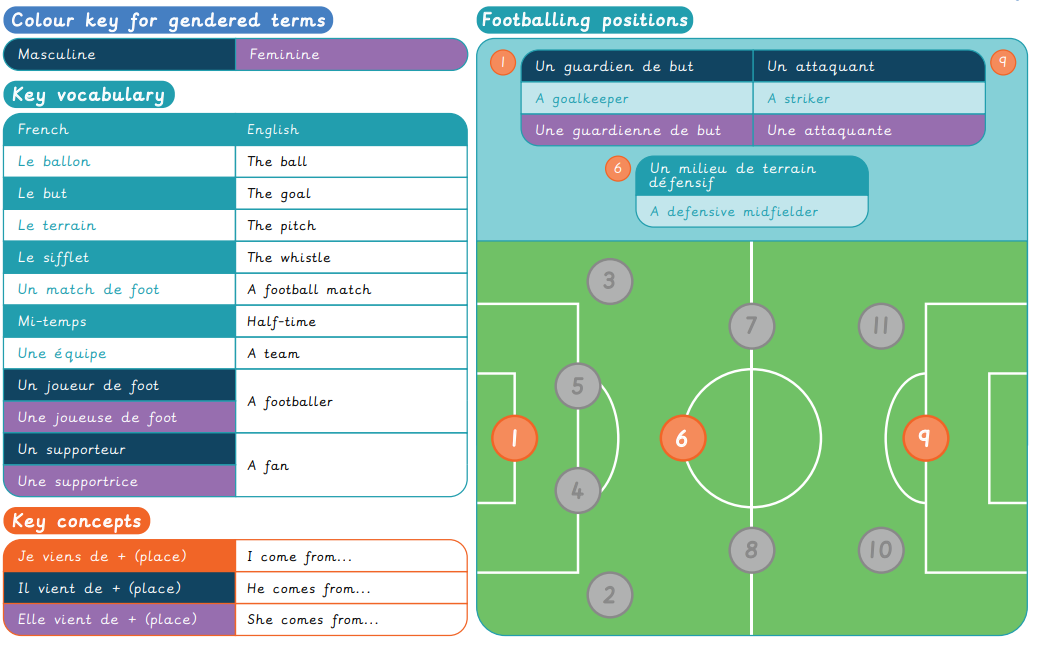 Colour key for gendered terms
Masculine Feminine
Key vocabulary
French English
Le ballon The ball
Le but The goal
Le terrain The pitch
Le sifflet The whistle
Un match de foot A football match
Mi-temps Half-time
Une équipe A team
Un joueur de foot
A footballer
Une joueuse de foot
Un supporteur
A fan
Une supportrice
Key concepts
Je viens de + (place) I come from...
Il vient de + (place) He comes from...
Elle vient de + (place) She comes from...
Footballing positions
1 Un guardien de but Un attaquant 9
A goalkeeper A striker
Une guardienne de but Une attaquante
6 Un milieu de terrain
défensif
A defensive midfielder
3
7 11
5
1 6 9
4
8 10
2